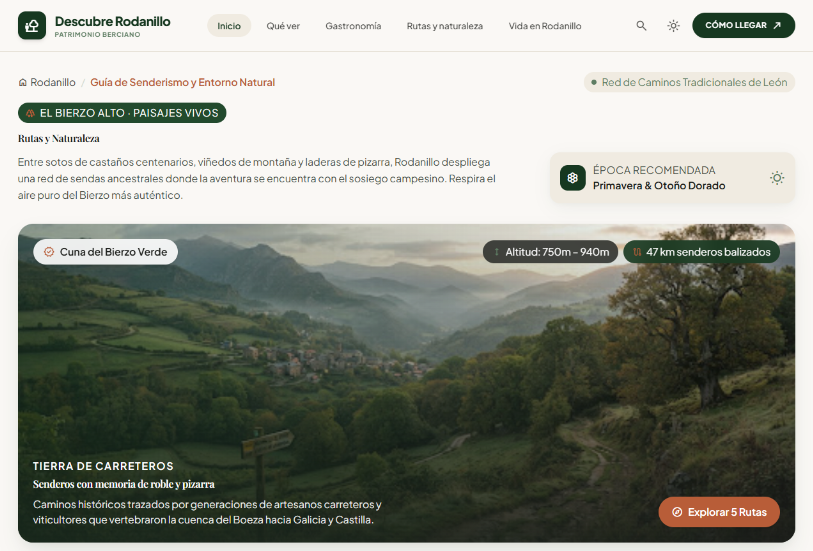 Descubre Rodanillo
PATRIMONIO BERCIANO
Inicio
Qué ver
Gastronomía
Rutas y naturaleza
Vida en Rodanillo
CÓMO LLEGAR
Rodanillo / Guía de Senderismo y Entorno Natural
Red de Caminos Tradicionales de León
EL BIERZO ALTO · PAISAJES VIVOS
Rutas y Naturaleza
Entre sotos de castaños centenarios, viñedos de montaña y laderas de pizarra, Rodanillo despliega
una red de sendas ancestrales donde la aventura se encuentra con el sosiego campesino. Respira el
aire puro del Bierzo más auténtico.
ÉPOCA RECOMENDADA
Primavera & Otoño Dorado
Cuna del Bierzo Verde
Altitud: 750m – 940m
47 km senderos balizados
TIERRA DE CARRETEROS
Senderos con memoria de roble y pizarra
Caminos históricos trazados por generaciones de artesanos carreteros y
viticultores que vertebraron la cuenca del Boeza hacia Galicia y Castilla.
Explorar 5 Rutas